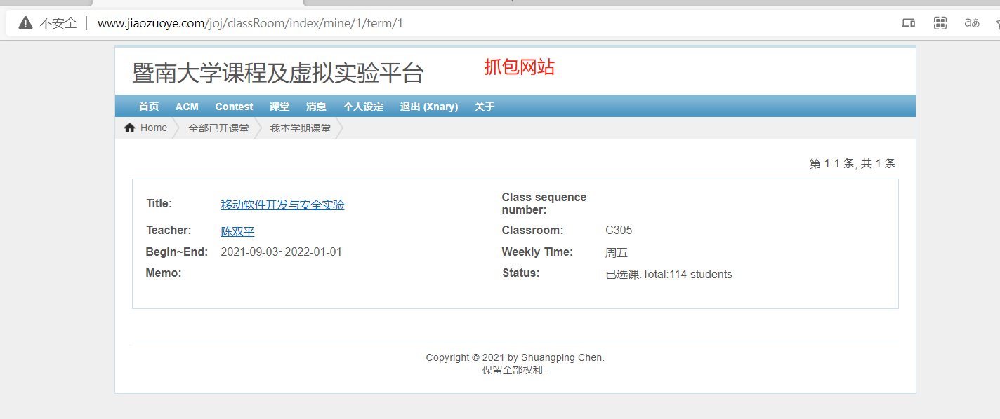 不安全 www.jiaozuoye.com/joj/classRoom/index/mine/1/term/1 aあ
暨南大学课程及虚拟实验平台 抓包网站
首页 ACM Contest 课堂 消息 个人设定 退出 (Xnary) 关于
Home 全部已开课堂 我本学期课堂
第 1-1 条, 共 1 条.
Title: 移动软件开发与安全实验 Class sequence number:
Teacher: 陈双平 Classroom: C305
Begin~End: 2021-09-03~2022-01-01 Weekly Time: 周五
Memo: Status: 已选课.Total:114 students
Copyright © 2021 by Shuangping Chen.
保留全部权利 .